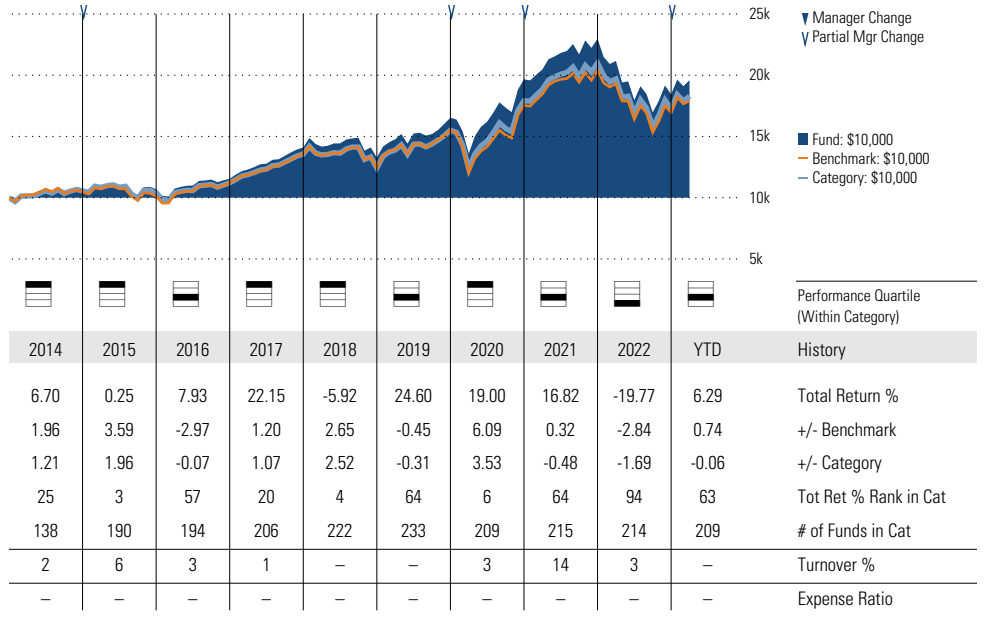 25k
▼ Manager Change
V Partial Mgr Change
20k
15k
Fund: $10,000
Benchmark: $10,000
Category: $10,000
10k
5k
Performance Quartile
(Within Category)
2014 2015 2016 2017 2018 2019 2020 2021 2022 YTD History
6.70 0.25 7.93 22.15 -5.92 24.60 19.00 16.82 -19.77 6.29 Total Return %
1.96 3.59 -2.97 1.20 2.65 -0.45 6.09 0.32 -2.84 0.74 +/- Benchmark
1.21 1.96 -0.07 1.07 2.52 -0.31 3.53 -0.48 -1.69 -0.06 +/- Category
25 3 57 20 4 64 6 64 94 63 Tot Ret % Rank in Cat
138 190 194 206 222 233 209 215 214 209 # of Funds in Cat
2 6 3 1 – – 3 14 3 – Turnover %
– – – – – – – – – – Expense Ratio